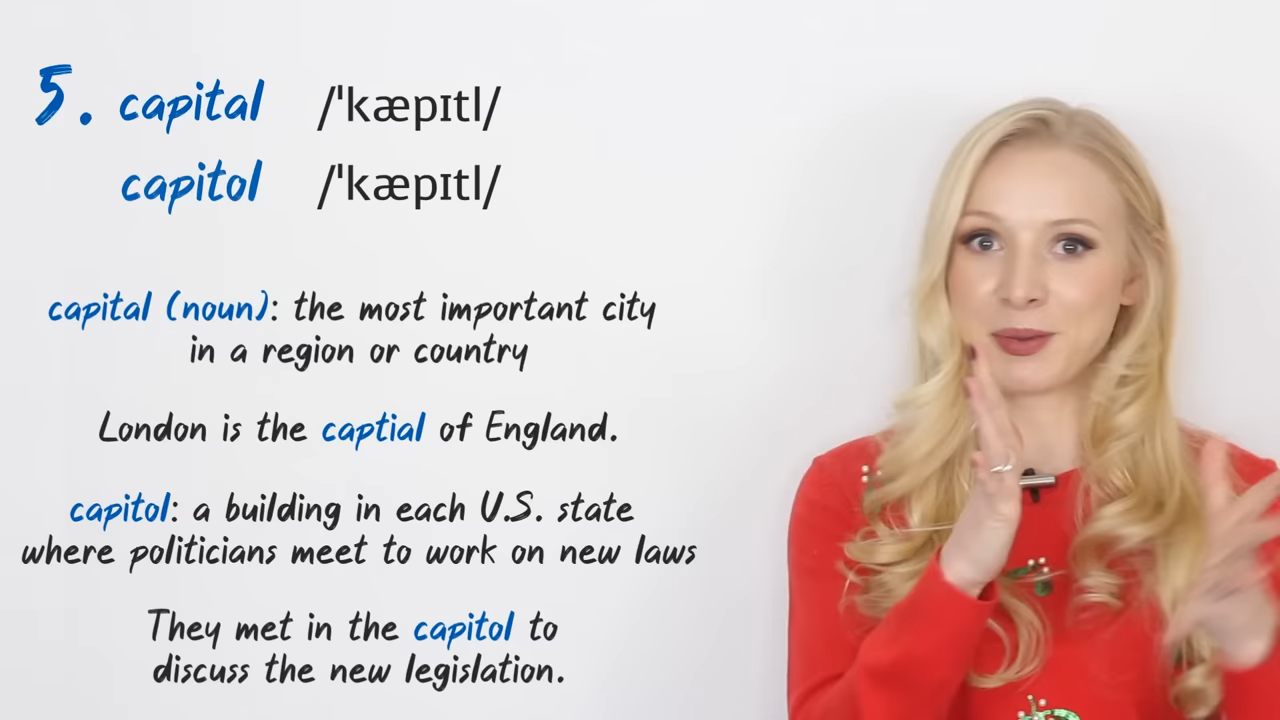 5. capital /ˈkæpɪtl/
capitol /ˈkæpɪtl/
capital (noun): the most important city
in a region or country
London is the captial of England.
capitol: a building in each U.S. state
where politicians meet to work on new laws
They met in the capitol to
discuss the new legislation.